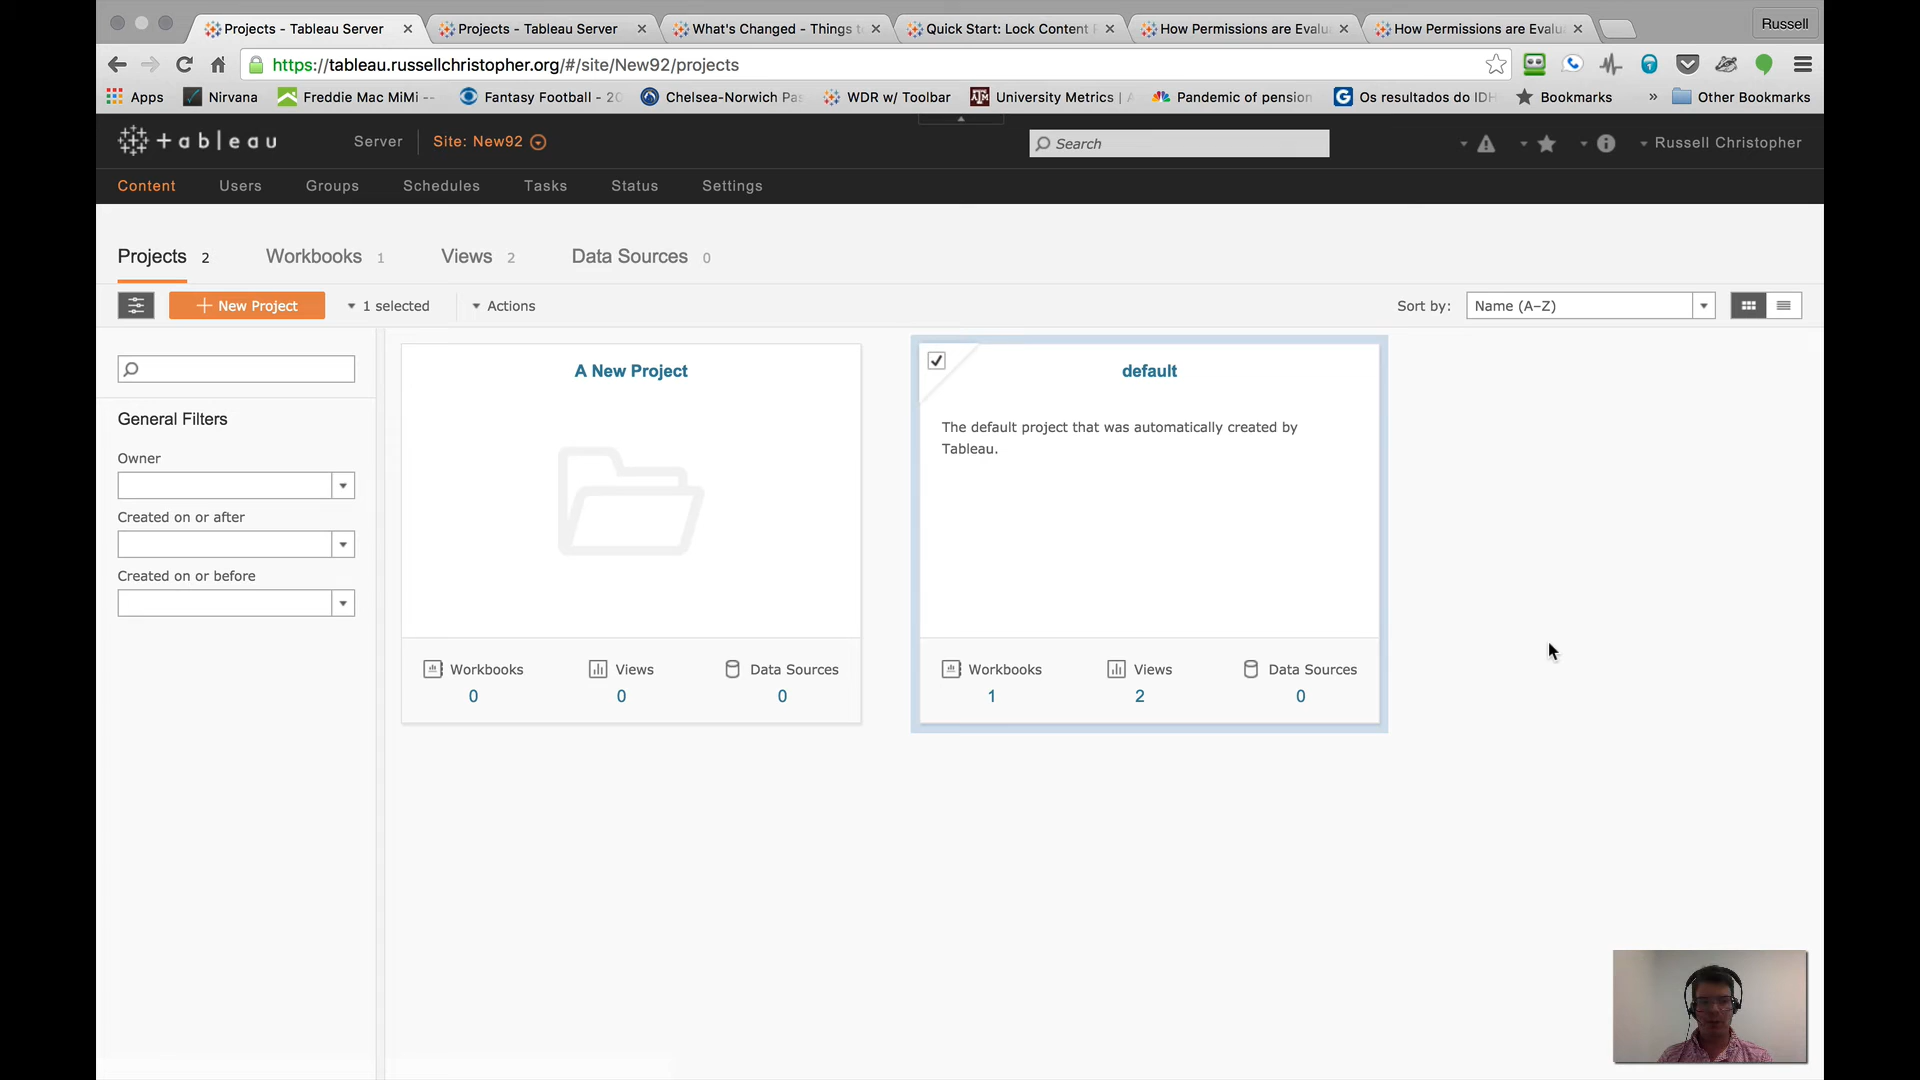 Projects - Tableau Server
Projects - Tableau Server
What's Changed - Things t
Quick Start: Lock Content
How Permissions are Evalu
How Permissions are Evalu
Russell
https://tableau.russellchristopher.org/#/site/New92/projects
Apps
Nirvana
Freddie Mac MiMi --
Fantasy Football - 20
Chelsea-Norwich Pas
WDR w/ Toolbar
University Metrics |
Pandemic of pension
Os resultados do IDH
Bookmarks
»
Other Bookmarks
+ a b | e a u
Server
Site: New92
Search
Russell Christopher
Content
Users
Groups
Schedules
Tasks
Status
Settings
Projects 2
Workbooks 1
Views 2
Data Sources 0
New Project
1 selected
Actions
Sort by:
Name (A–Z)
General Filters
Owner
Created on or after
Created on or before
A New Project
Workbooks
Views
Data Sources
0
0
0
default
The default project that was automatically created by
Tableau.
Workbooks
Views
Data Sources
1
2
0